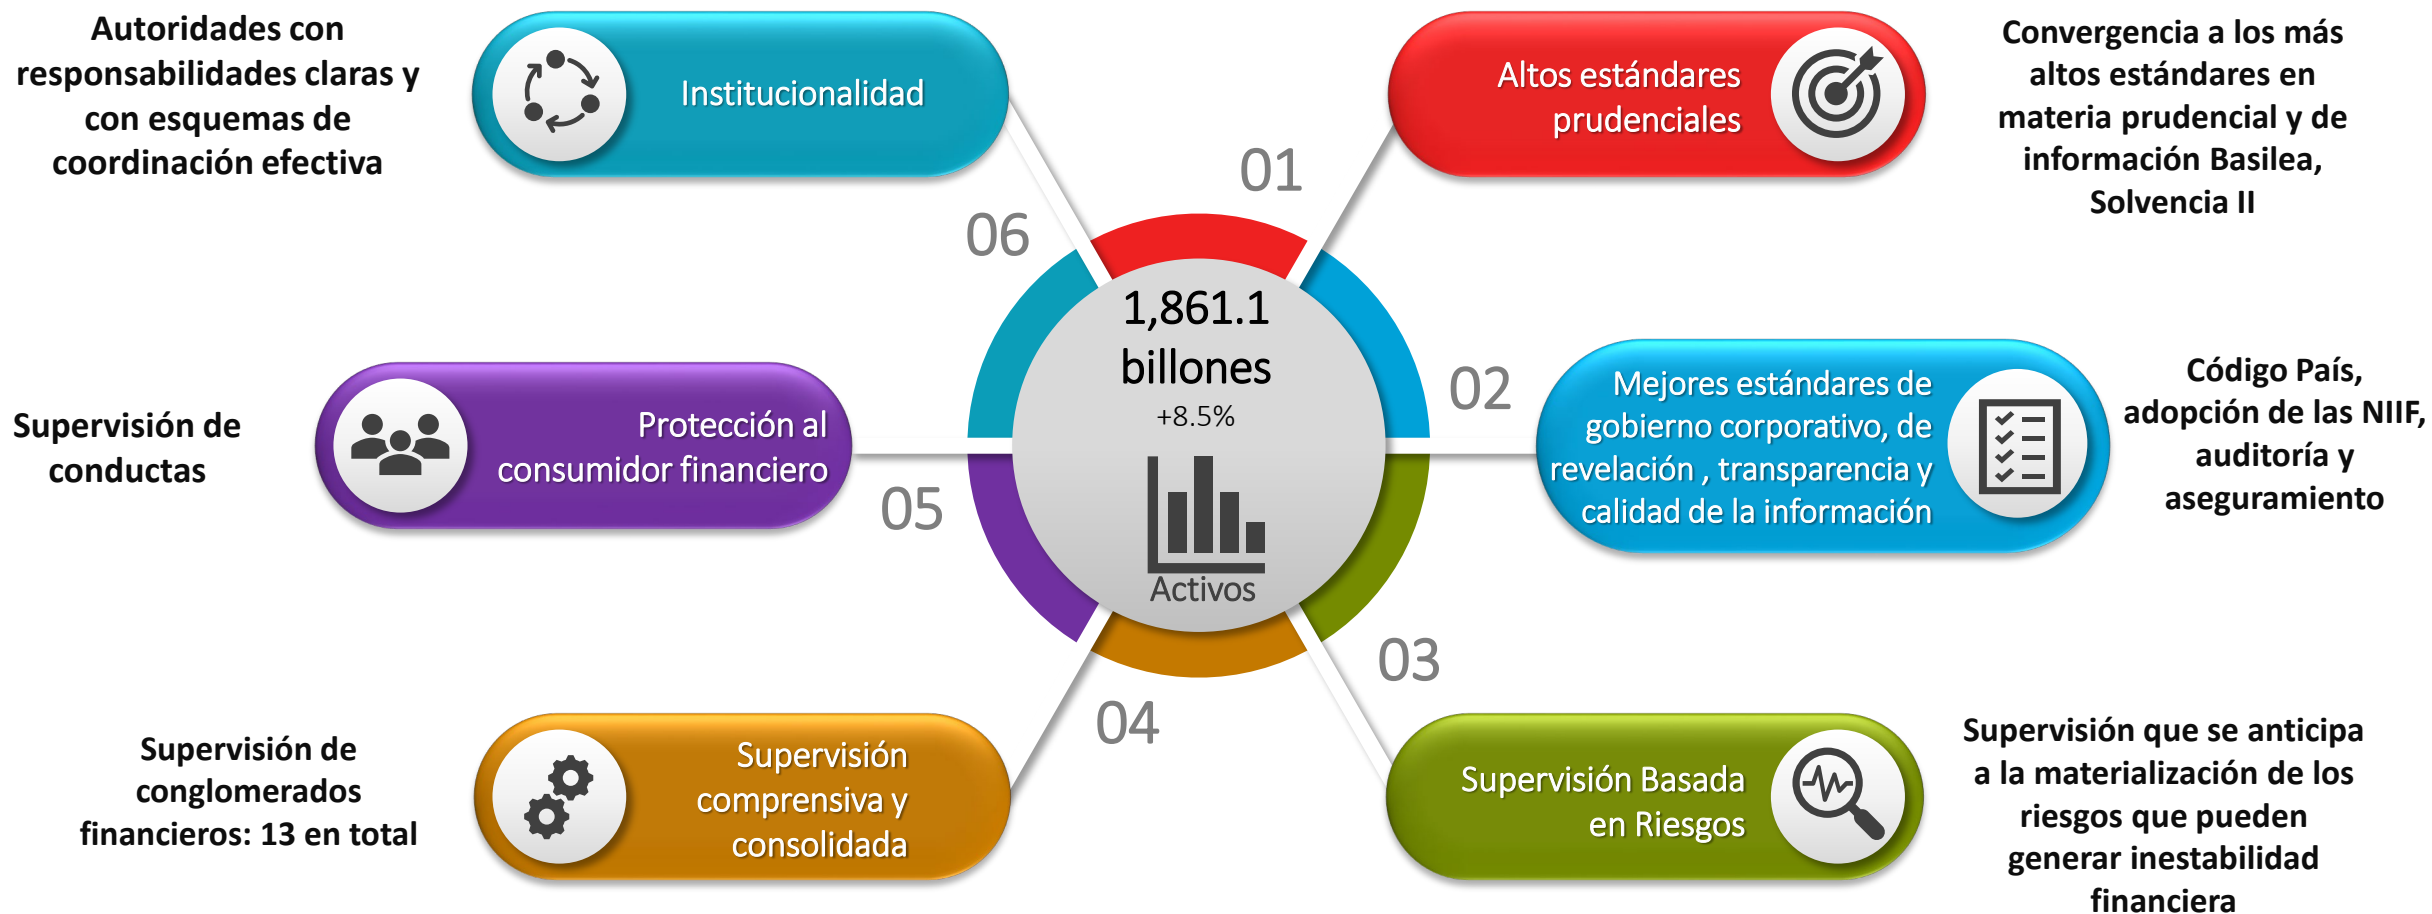 Autoridades con
responsabilidades claras y
con esquemas de
coordinación efectiva
Institucionalidad
06
01
Altos estándares
prudenciales
Convergencia a los más
altos estándares en
materia prudencial y de
información Basilea,
Solvencia II
1,861.1
billones
+8.5%
Activos
02
Mejores estándares de
gobierno corporativo, de
revelación , transparencia y
calidad de la información
Código País,
adopción de las NIIF,
auditoría y
aseguramiento
Supervisión de
conductas
Protección al
consumidor financiero
05
03
Supervisión Basada
en Riesgos
Supervisión que se anticipa
a la materialización de los
riesgos que pueden
generar inestabilidad
financiera
04
Supervisión
comprensiva y
consolidada
Supervisión de
conglomerados
financieros: 13 en total